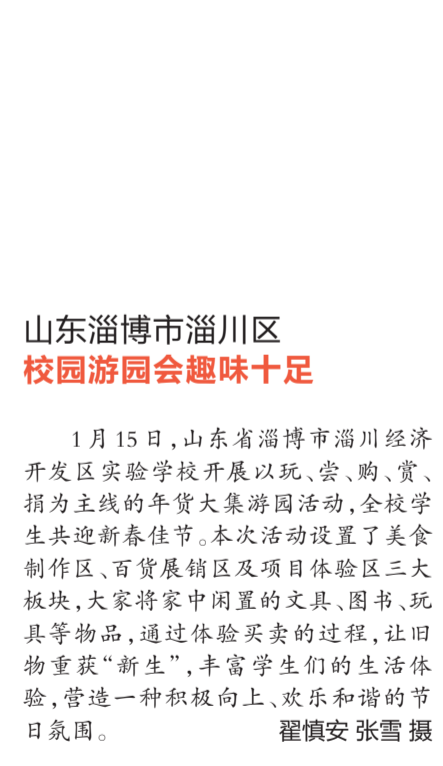 山东淄博市淄川区
校园游园会趣味十足
1月15日,山东省淄博市淄川经济
开发区实验学校开展以玩、尝、购、赏、
捐为主线的年货大集游园活动,全校学
生共迎新春佳节。本次活动设置了美食
制作区、百货展销区及项目体验区三大
板块,大家将家中闲置的文具、图书、玩
具等物品,通过体验买卖的过程,让旧
物重获“新生”,丰富学生们的生活体
验,营造一种积极向上、欢乐和谐的节
日氛围。 翟慎安 张雪 摄